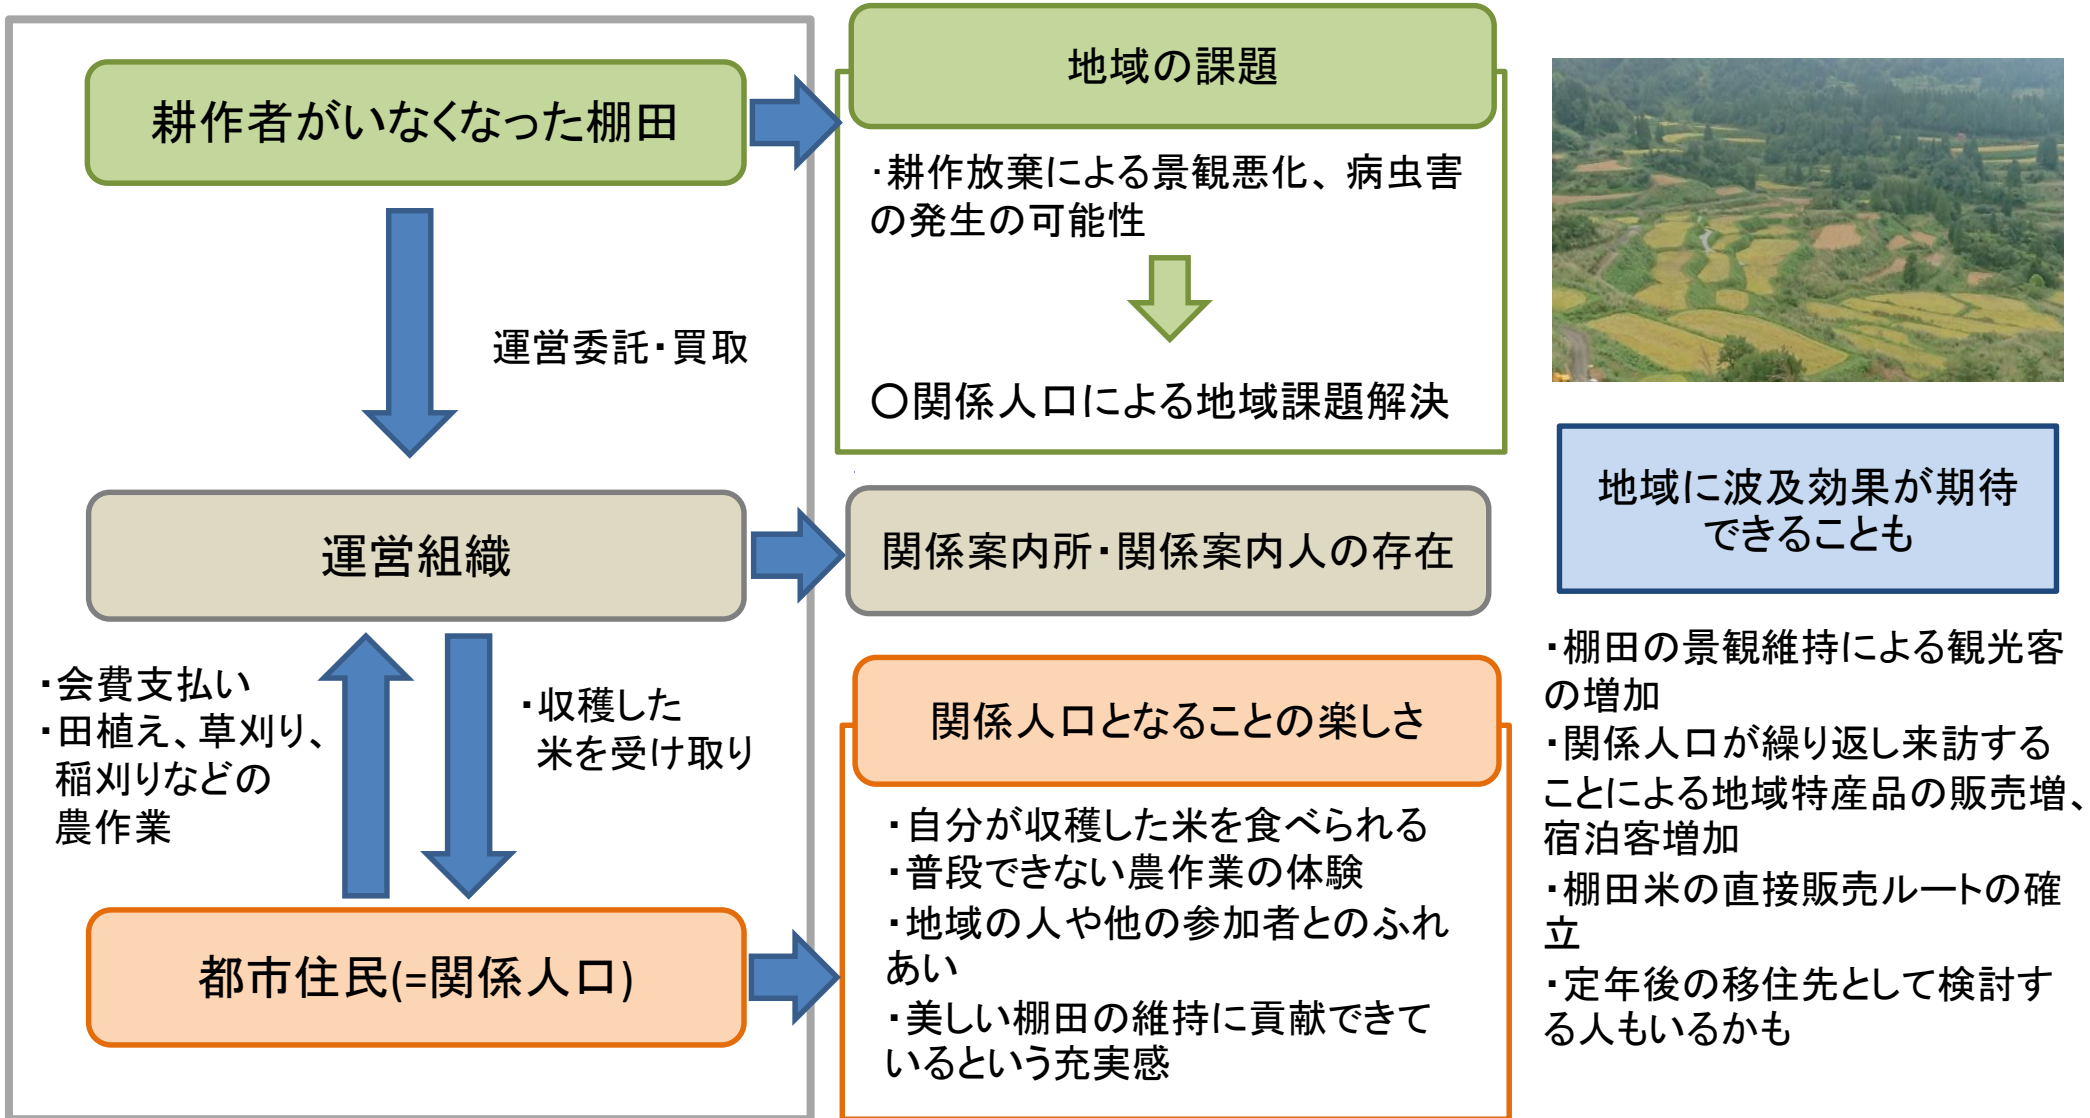 耕作者がいなくなった棚田
運営委託・買取
運営組織
・会費支払い
・田植え、草刈り、
稲刈りなどの
農作業
・収穫した
米を受け取り
都市住民(=関係人口)
地域の課題
・耕作放棄による景観悪化、病虫害
の発生の可能性
〇関係人口による地域課題解決
関係案内所・関係案内人の存在
関係人口となることの楽しさ
・自分が収穫した米を食べられる
・普段できない農作業の体験
・地域の人や他の参加者とのふれ
あい
・美しい棚田の維持に貢献できて
いるという充実感
地域に波及効果が期待
できることも
・棚田の景観維持による観光客
の増加
・関係人口が繰り返し来訪する
ことによる地域特産品の販売増、
宿泊客増加
・棚田米の直接販売ルートの確
立
・定年後の移住先として検討す
る人もいるかも